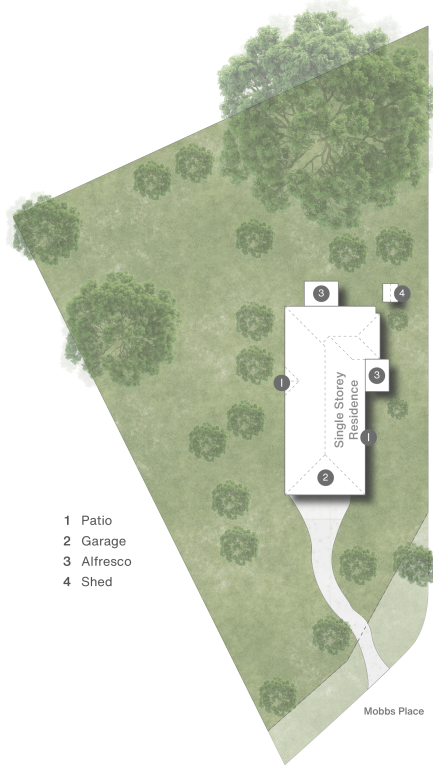 3
4
3
1
Single Storey
Residence
1
2
1 Patio
2 Garage
3 Alfresco
4 Shed
Mobbs Place